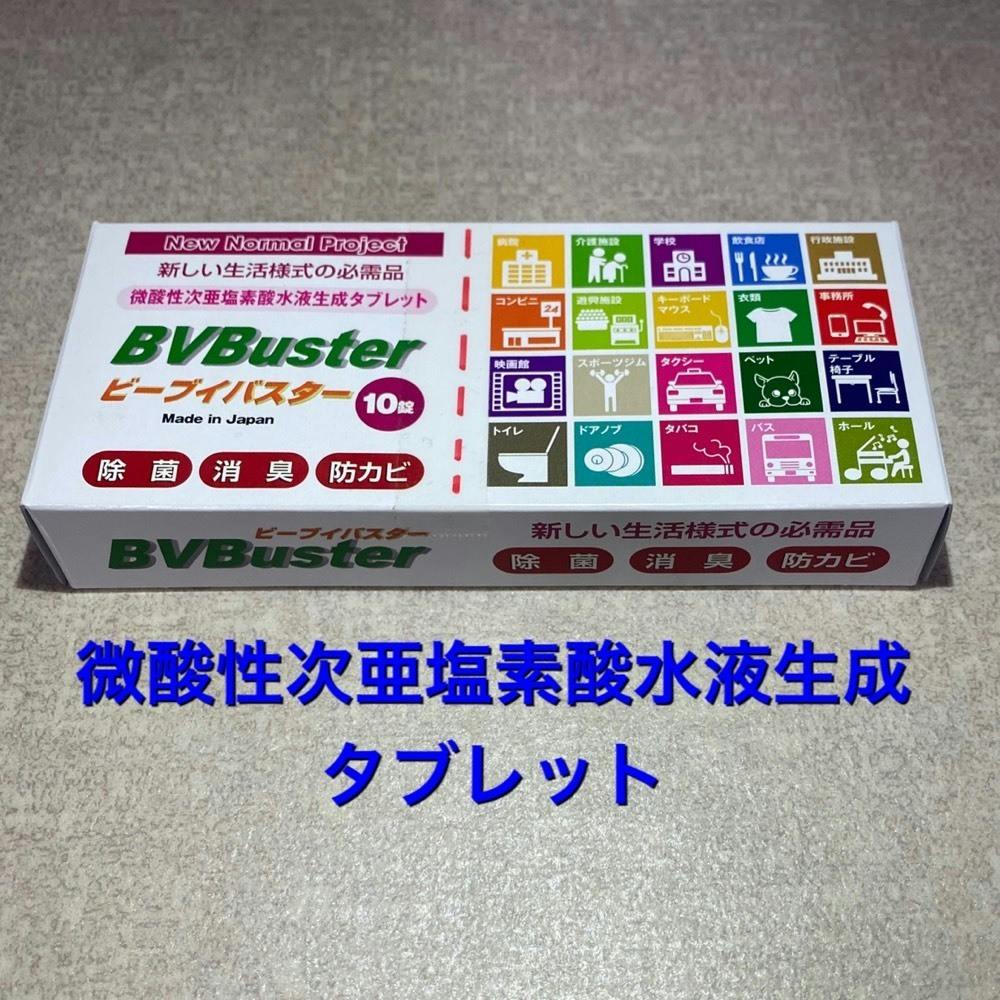 New Normal Project
新しい生活様式の必需品
微酸性次亜塩素酸水液生成タブレット
BVBuster
ビーブイバスター
10錠
Made in Japan
除菌 消臭 防カビ
病院 介護施設 学校 飲食店 行政施設
コンビニ 遊興施設 キーボード マウス 衣類 事務所
24
映画館 スポーツジム タクシー ペット テーブル 椅子
トイレ ドアノブ タバコ バス ホール
ビーブイバスター
BVBuster
新しい生活様式の必需品
除菌 消臭 防カビ
微酸性次亜塩素酸水液生成
タブレット